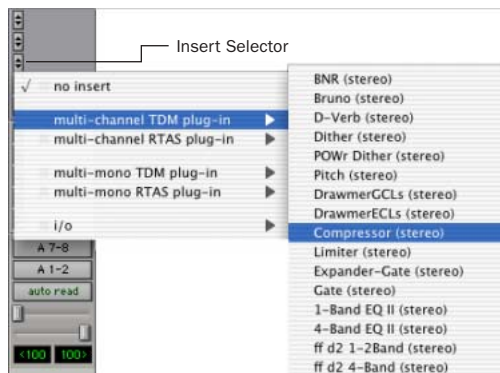 Insert Selector
√ no insert
multi-channel TDM plug-in
multi-channel RTAS plug-in
multi-mono TDM plug-in
multi-mono RTAS plug-in
i/o
BNR (stereo)
Bruno (stereo)
D-Verb (stereo)
Dither (stereo)
POWr Dither (stereo)
Pitch (stereo)
DrawmerGCLs (stereo)
DrawmerECLs (stereo)
Compressor (stereo)
Limiter (stereo)
Expander-Gate (stereo)
Gate (stereo)
1-Band EQ II (stereo)
4-Band EQ II (stereo)
ff d2 1-2Band (stereo)
ff d2 4-Band (stereo)
A 7-8
A 1-2
auto read
<100 100>